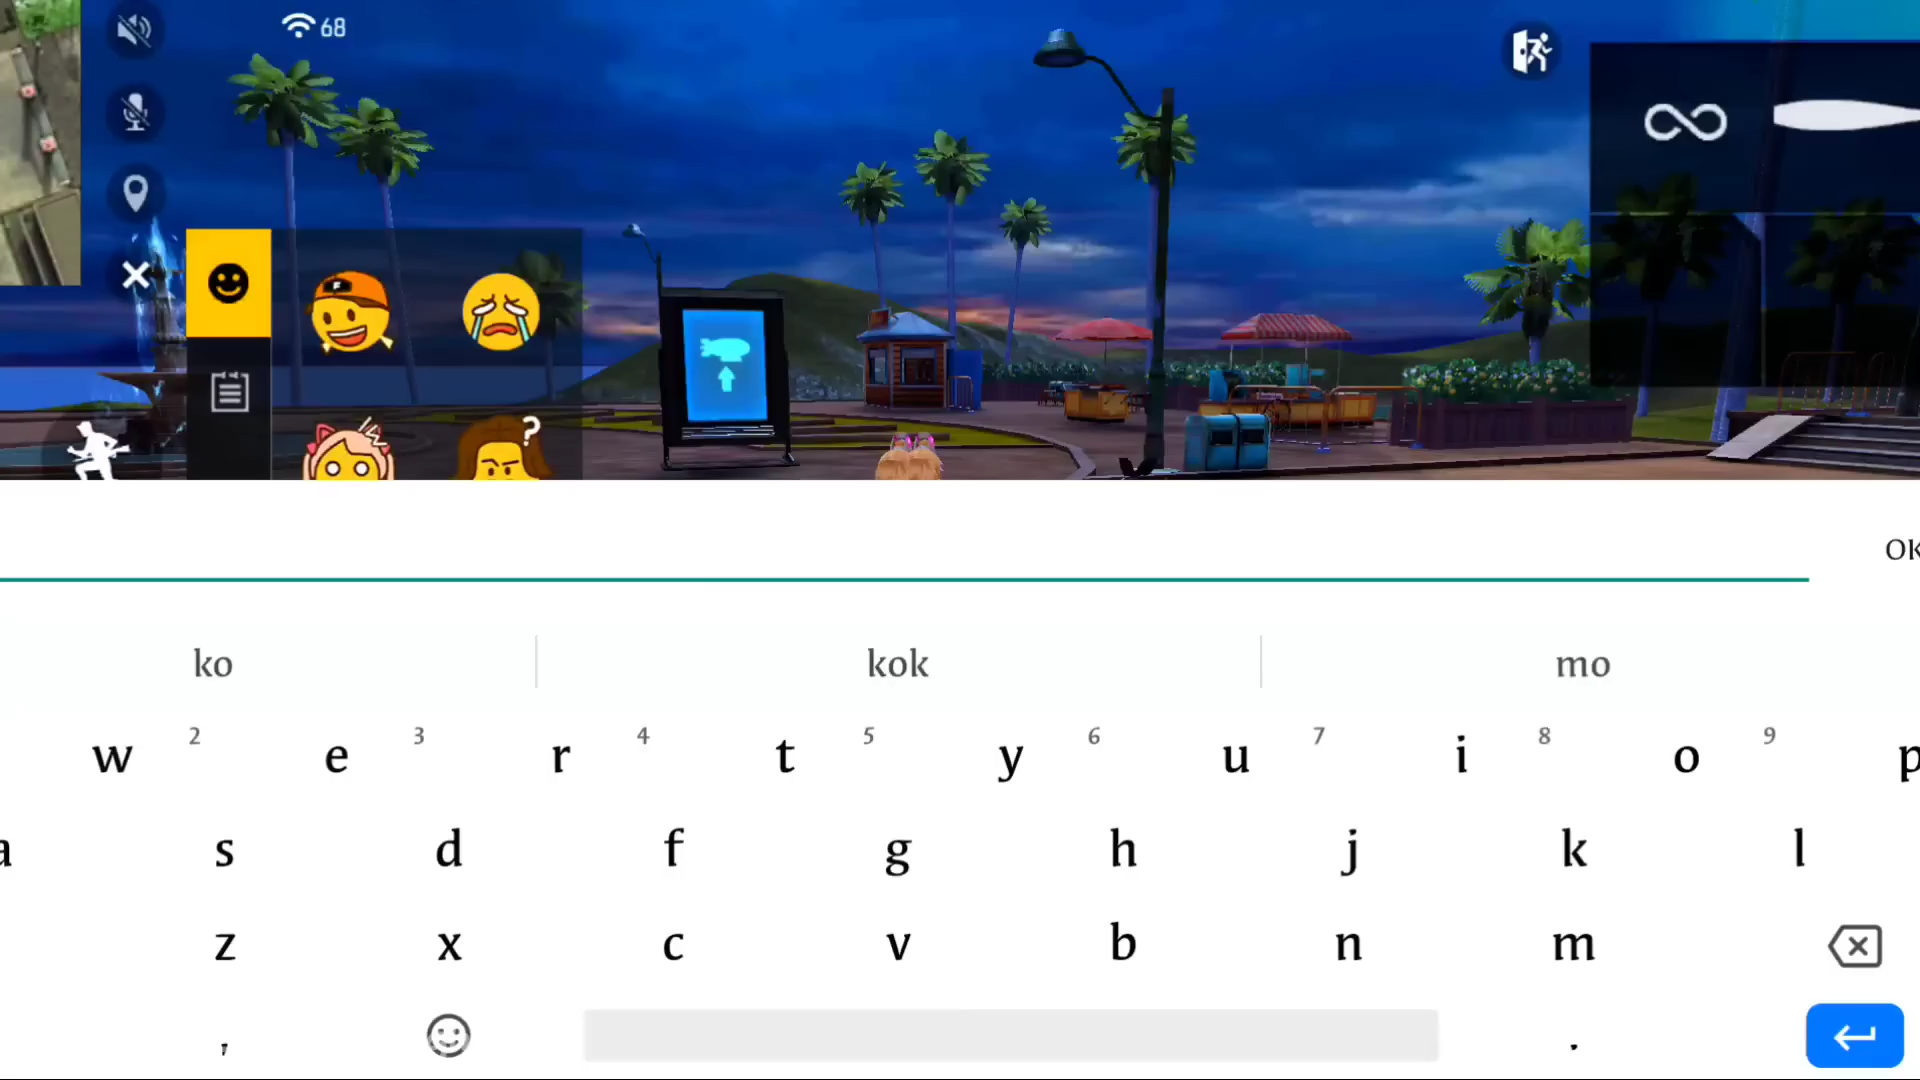 68
OK
ko kok mo
w 2 e 3 r 4 t 5 y 6 u 7 i 8 o 9 p
a s d f g h j k l
z x c v b n m
, .